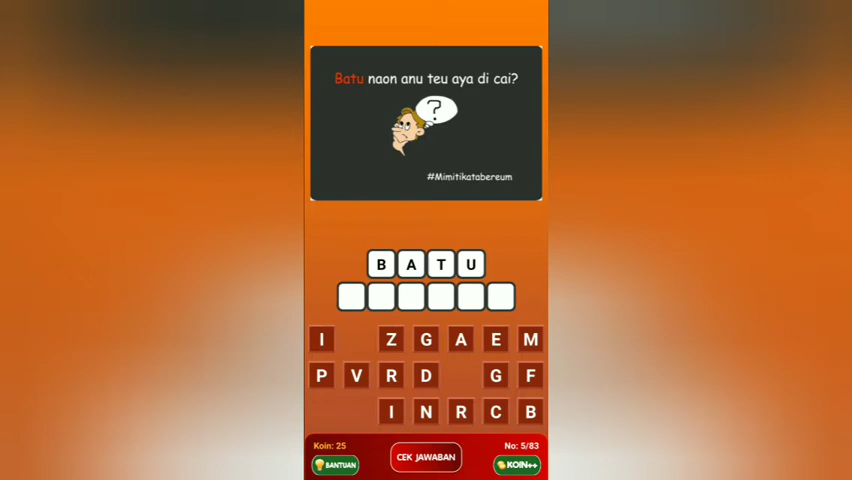 Batu naon anu teu aya di cai?
?
#Mimitikatabereum
B A T U
I Z G A E M
P V R D G F
I N R C B
Koin: 25
No: 5/83
BANTUAN
CEK JAWABAN
KOIN++